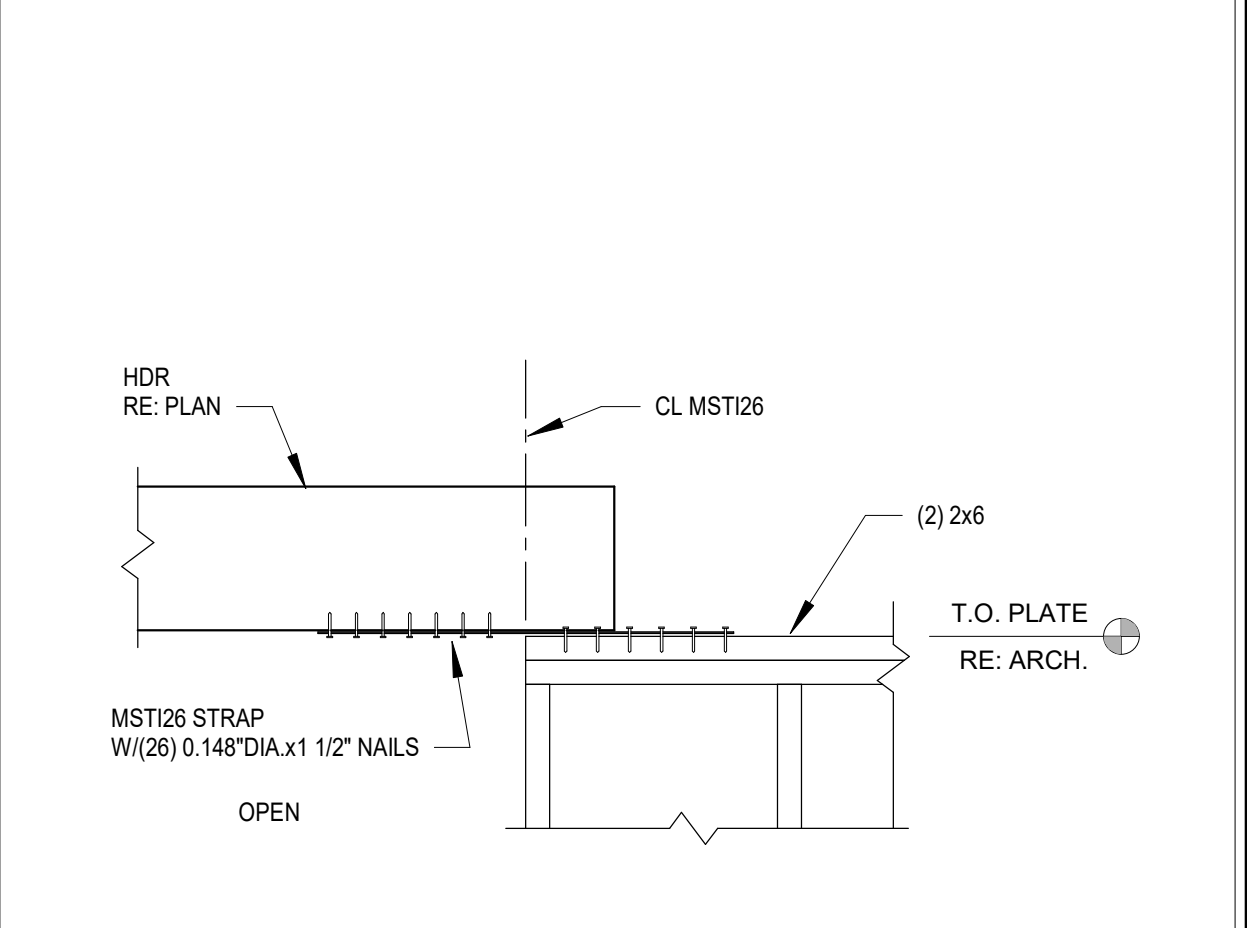 HDR
RE: PLAN
CL MSTI26
(2) 2x6
T.O. PLATE
RE: ARCH.
MSTI26 STRAP
W/(26) 0.148"DIA.x1 1/2" NAILS
OPEN